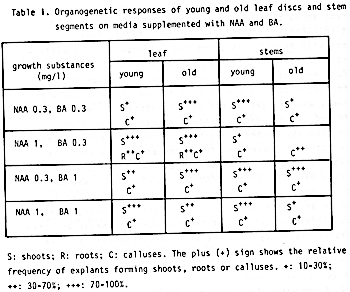 Table 1. Organogenetic responses of young and old leaf discs and stem
segments on media supplemented with NAA and BA.
growth substances
(mg/l)
leaf stems
young old young old
NAA 0.3, BA 0.3 S+ S+++ S+++ S+
C+ C+ C+ C+
NAA 1, BA 0.3 S+++ S+++ S+
R++C+ R++C+ C+ C++
NAA 0.3, BA 1 S++ S+++ S+++ S+++
C+ C+ C+ C+
NAA 1, BA 1 S+++ S++ S+++ S+
C+ C+ C+ C+
S: shoots; R: roots; C: calluses. The plus (+) sign shows the relative
frequency of explants forming shoots, roots or calluses. +: 10-30%;
++: 30-70%; +++: 70-100%.